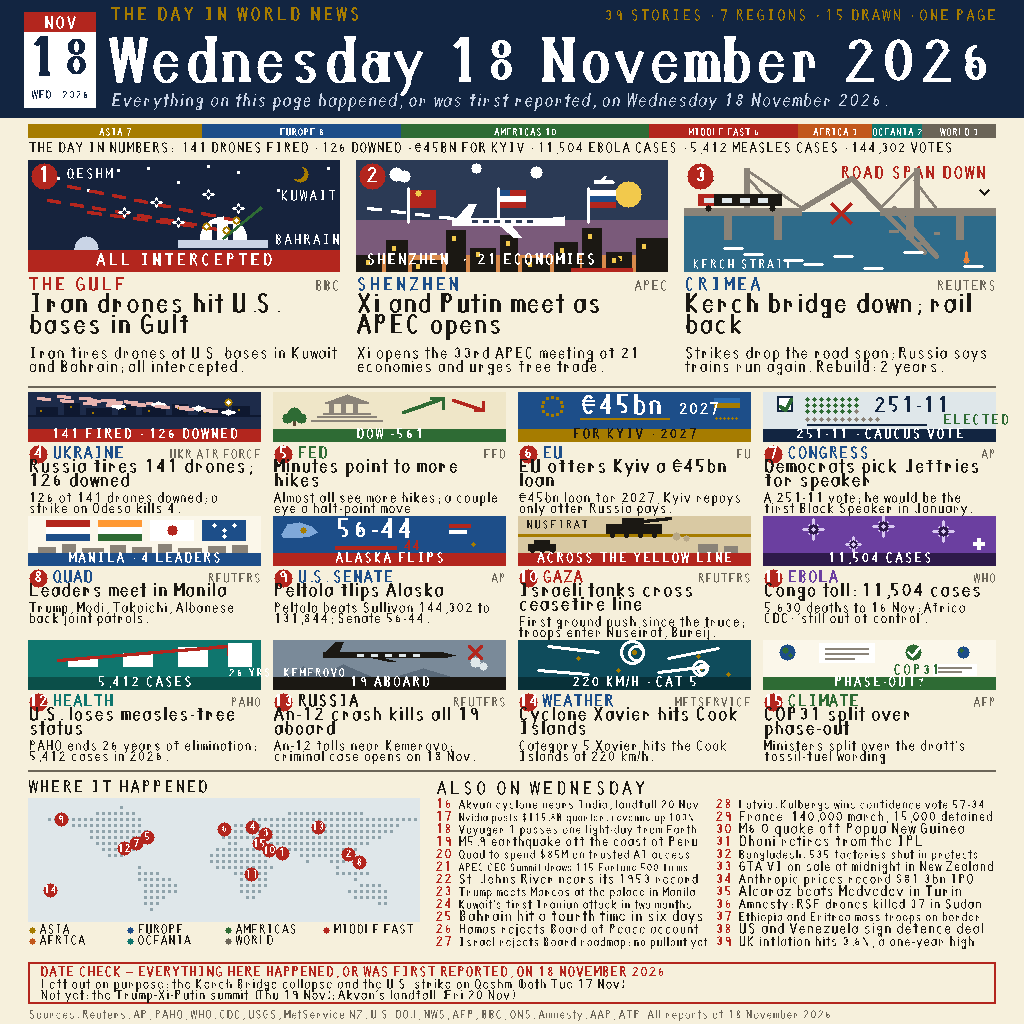 NOV
18
WED 2026
THE DAY IN WORLD NEWS
39 STORIES · 7 REGIONS · 15 DRAWN · ONE PAGE
Wednesday 18 November 2026
Everything on this page happened, or was first reported, on Wednesday 18 November 2026.
ASIA 7
EUROPE 8
AMERICAS 10
MIDDLE EAST 6
AFRICA 3
OCEANIA 2
WORLD 3
THE DAY IN NUMBERS: 141 DRONES FIRED · 126 DOWNED · €45BN FOR KYIV · 11,504 EBOLA CASES · 5,412 MEASLES CASES · 144,302 VOTES
1
QESHM
KUWAIT
BAHRAIN
ALL INTERCEPTED
THE GULF
BBC
Iran drones hit U.S.
bases in Gulf
Iran fires drones at U.S. bases in Kuwait
and Bahrain; all intercepted.
2
SHENZHEN · 21 ECONOMIES
SHENZHEN
APEC
Xi and Putin meet as
APEC opens
Xi opens the 33rd APEC meeting of 21
economies and urges free trade.
3
ROAD SPAN DOWN
KERCH STRAIT
CRIMEA
REUTERS
Kerch bridge down; rail
back
Strikes drop the road span; Russia says
trains run again. Rebuild: 2 years.
141 FIRED · 126 DOWNED
4 UKRAINE
UKR AIR FORCE
Russia fires 141 drones;
126 downed
126 of 141 drones downed; a
strike on Odesa kills 4.
DOW -561
5 FED
FED
Minutes point to more
hikes
Almost all see more hikes; a couple
eye a half-point move
€45bn 2027
FOR KYIV · 2027
6 EU
EU
EU offers Kyiv a €45bn
loan
€45bn loan for 2027, Kyiv repays
only after Russia pays.
251-11
ELECTED
251-11 · CAUCUS VOTE
7 CONGRESS
AP
Democrats pick Jeffries
for speaker
A 251-11 vote; he would be the
first Black Speaker in January.
MANILA · 4 LEADERS
8 QUAD
REUTERS
Leaders meet in Manila
Trump, Modi, Takaichi, Albanese
back joint patrols.
56-44
ALASKA FLIPS
9 U.S. SENATE
AP
Peltola flips Alaska
Peltola beats Sullivan 144,302 to
131,844; Senate 56-44.
NUSEIRAT
ACROSS THE YELLOW LINE
10 GAZA
REUTERS
Israeli tanks cross
ceasefire line
First ground push since the truce;
troops enter Nuseirat, Bureij.
11,504 CASES
11 EBOLA
WHO
Congo toll: 11,504 cases
5,630 deaths to 16 Nov; Africa
CDC: 'still out of control'.
26 YRS
5,412 CASES
12 HEALTH
PAHO
U.S. loses measles-free
status
PAHO ends 26 years of elimination;
5,412 cases in 2026.
KEMEROVO
19 ABOARD
13 RUSSIA
REUTERS
An-12 crash kills all 19
aboard
An-12 falls near Kemerovo;
criminal case opens on 18 Nov.
220 KM/H · CAT 5
14 WEATHER
METSERVICE
Cyclone Xavier hits Cook
Islands
Category 5 Xavier hits the Cook
Islands at 220 km/h.
COP31
PHASE-OUT?
15 CLIMATE
AFP
COP31 split over
phase-out
Ministers split over the draft's
fossil-fuel wording
WHERE IT HAPPENED
9
5
7
12
6
4
3
15
10
1
13
2
8
11
14
ASIA
EUROPE
AMERICAS
MIDDLE EAST
AFRICA
OCEANIA
WORLD
ALSO ON WEDNESDAY
16 Akvan cyclone nears India, landfall 20 Nov
17 Nvidia posts $115.4B quarter, revenue up 100%
18 Voyager 1 passes one light-day from Earth
19 M5.9 earthquake off the coast of Peru
20 Quad to spend $85M on trusted AI access
21 APEC CEO Summit draws 115 Fortune 500 firms
22 St. Johns River nears its 1953 record
23 Trump meets Marcos at the palace in Manila
24 Kuwait's first Iranian attack in two months
25 Bahrain hit a fourth time in six days
26 Hamas rejects Board of Peace account
27 Israel rejects Board roadmap: no pullout yet
28 Latvia: Kulbergs wins confidence vote 57-34
29 France: 140,000 march, 15,000 detained
30 M6.0 quake off Papua New Guinea
31 Dhoni retires from the IPL
32 Bangladesh: 535 factories shut in protests
33 GTA VI on sale at midnight in New Zealand
34 Anthropic prices record $81.3bn IPO
35 Alcaraz beats Medvedev in Turin
36 Amnesty: RSF drones killed 37 in Sudan
37 Ethiopia and Eritrea mass troops on border
38 US and Venezuela sign defence deal
39 UK inflation hits 3.6%, a one-year high
DATE CHECK — EVERYTHING HERE HAPPENED, OR WAS FIRST REPORTED, ON 18 NOVEMBER 2026
Left out on purpose: the Kerch Bridge collapse and the U.S. strike on Qeshm (both Tue 17 Nov)
Not yet: the Trump-Xi-Putin summit (Thu 19 Nov); Akvan's landfall (Fri 20 Nov)
Sources: Reuters, AP, PAHO, WHO, CDC, USGS, MetService NZ, U.S. DOJ, NWS, AFP, BBC, ONS, Amnesty, AAP, ATP. All reports of 18 November 2026